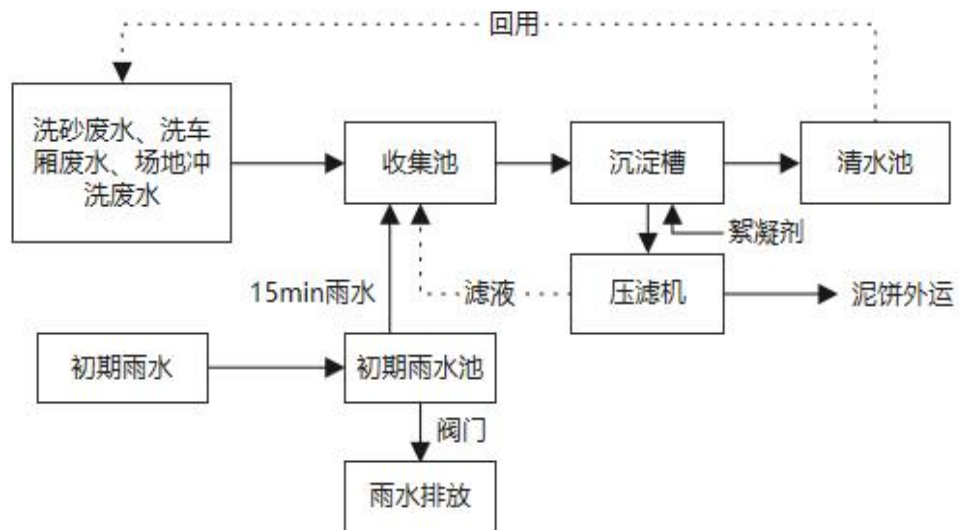 回用
洗砂废水、洗车
厢废水、场地冲
洗废水
收集池
沉淀槽
清水池
絮凝剂
15min雨水
滤液
压滤机
泥饼外运
初期雨水
初期雨水池
阀门
雨水排放